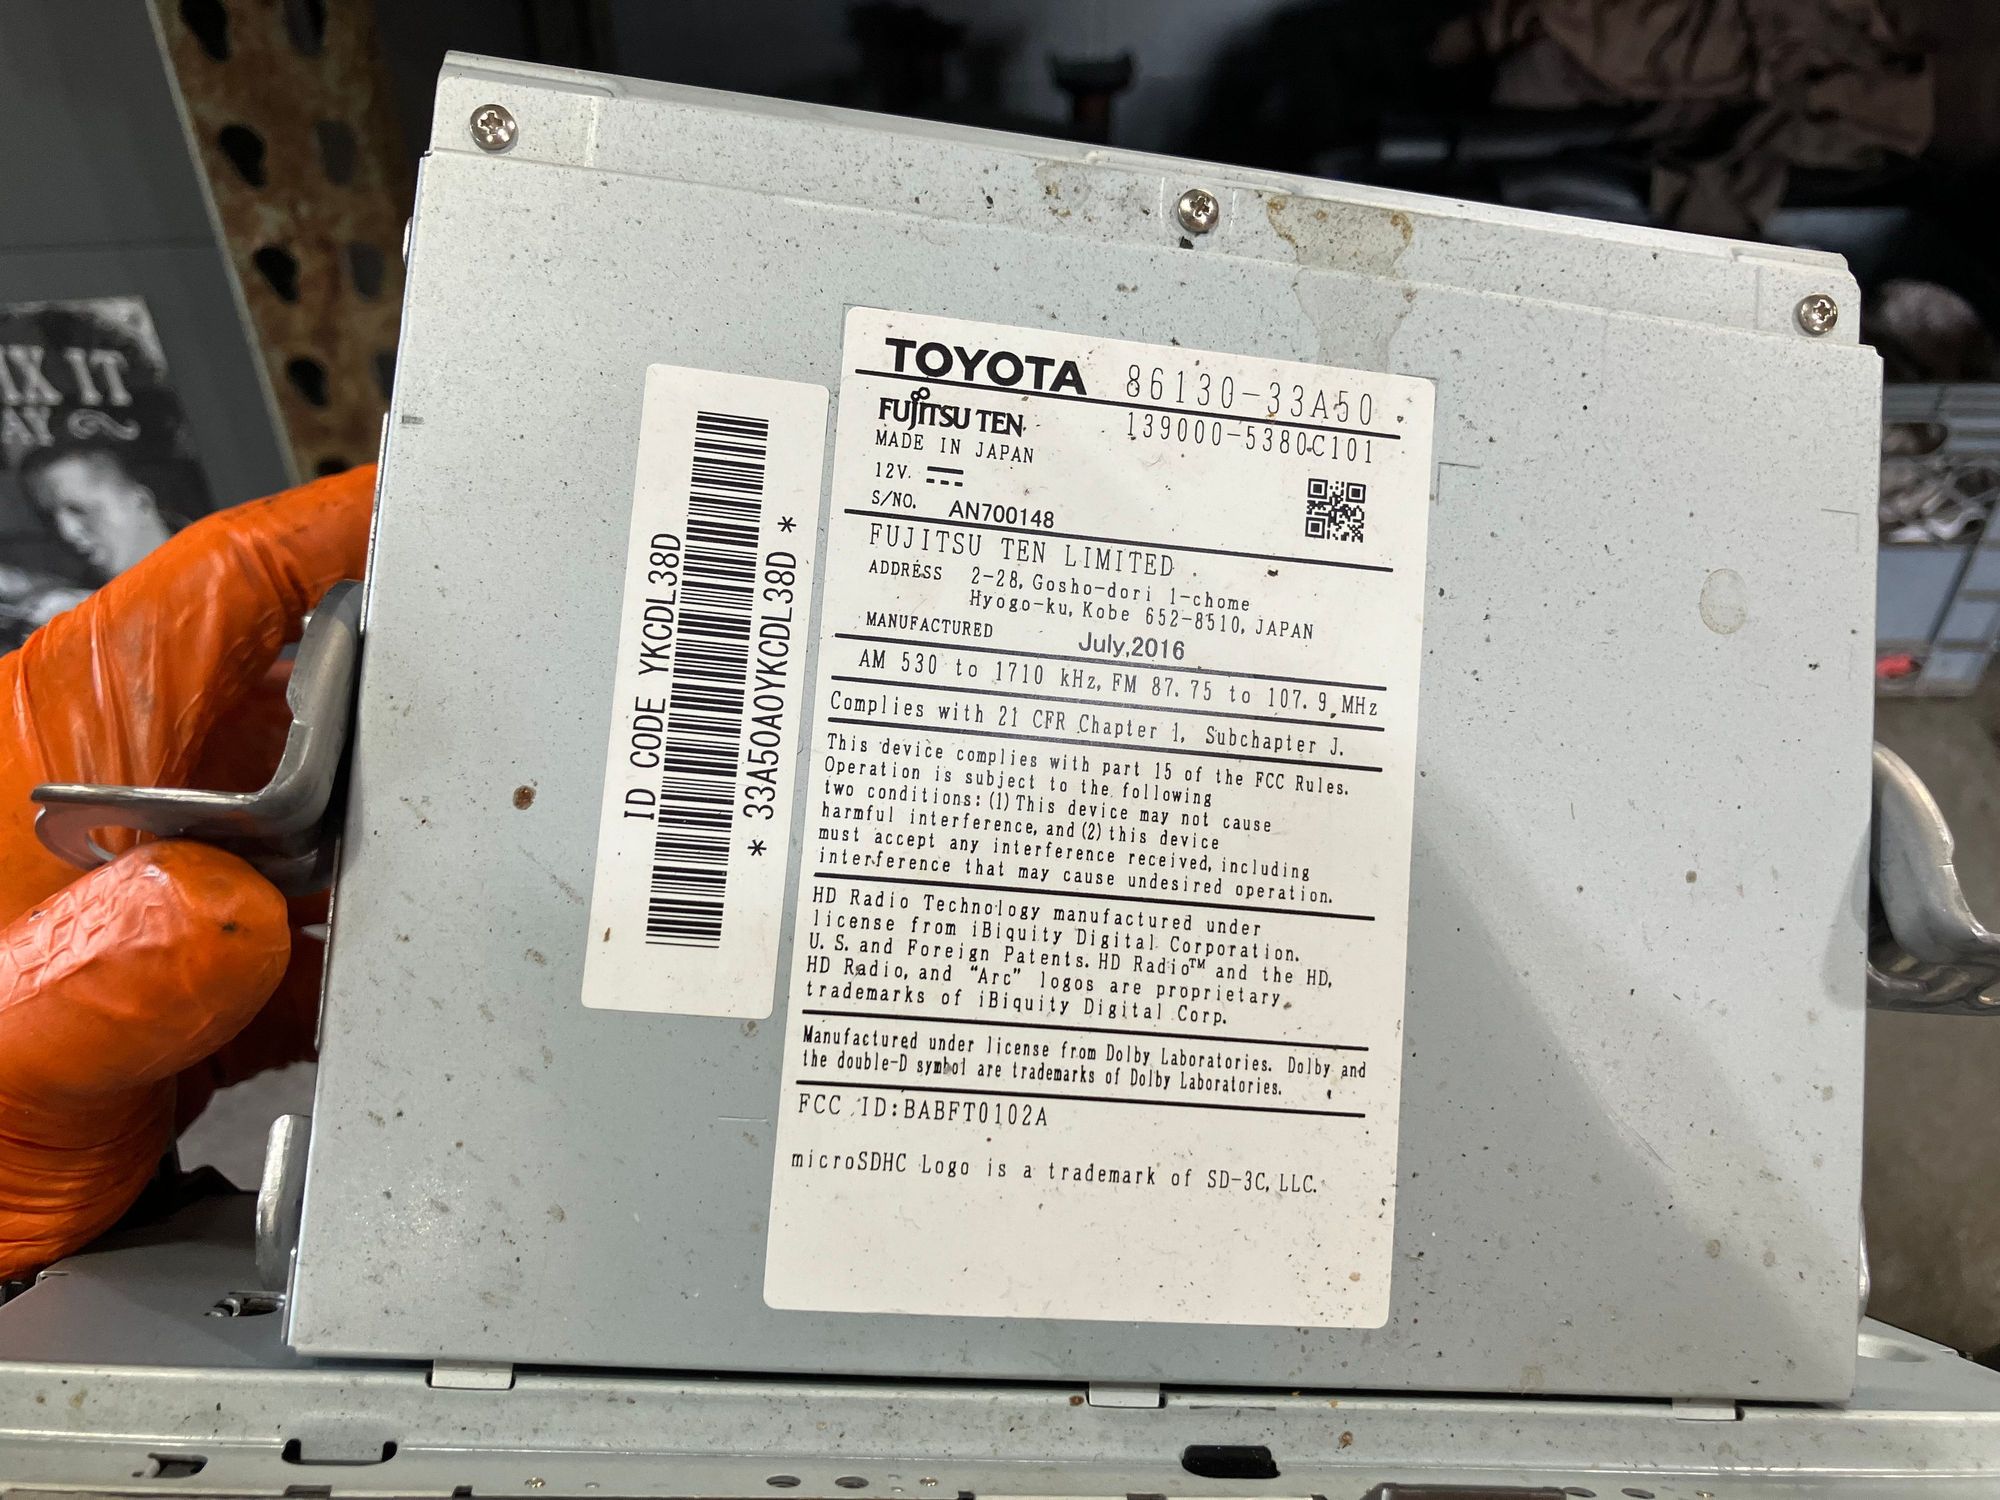 IX IT
AY
ID CODE YKCDL38D
* 33A50A0YKCDL38D *
TOYOTA 86130-33A50
FUJITSU TEN 139000-5380C101
MADE IN JAPAN
12V.
S/NO. AN700148
FUJITSU TEN LIMITED
ADDRESS 2-28, Gosho-dori 1-chome
Hyogo-ku, Kobe 652-8510, JAPAN
MANUFACTURED July,2016
AM 530 to 1710 kHz, FM 87.75 to 107.9 MHz
Complies with 21 CFR Chapter 1, Subchapter J.
This device complies with part 15 of the FCC Rules.
Operation is subject to the following
two conditions: (1) This device may not cause
harmful interference, and (2) this device
must accept any interference received, including
interference that may cause undesired operation.
HD Radio Technology manufactured under
license from iBiquity Digital Corporation.
U.S. and Foreign Patents. HD Radio™ and the HD,
HD Radio, and “Arc” logos are proprietary
trademarks of iBiquity Digital Corp.
Manufactured under license from Dolby Laboratories. Dolby and
the double-D symbol are trademarks of Dolby Laboratories.
FCC ID:BABFT0102A
microSDHC Logo is a trademark of SD-3C, LLC.